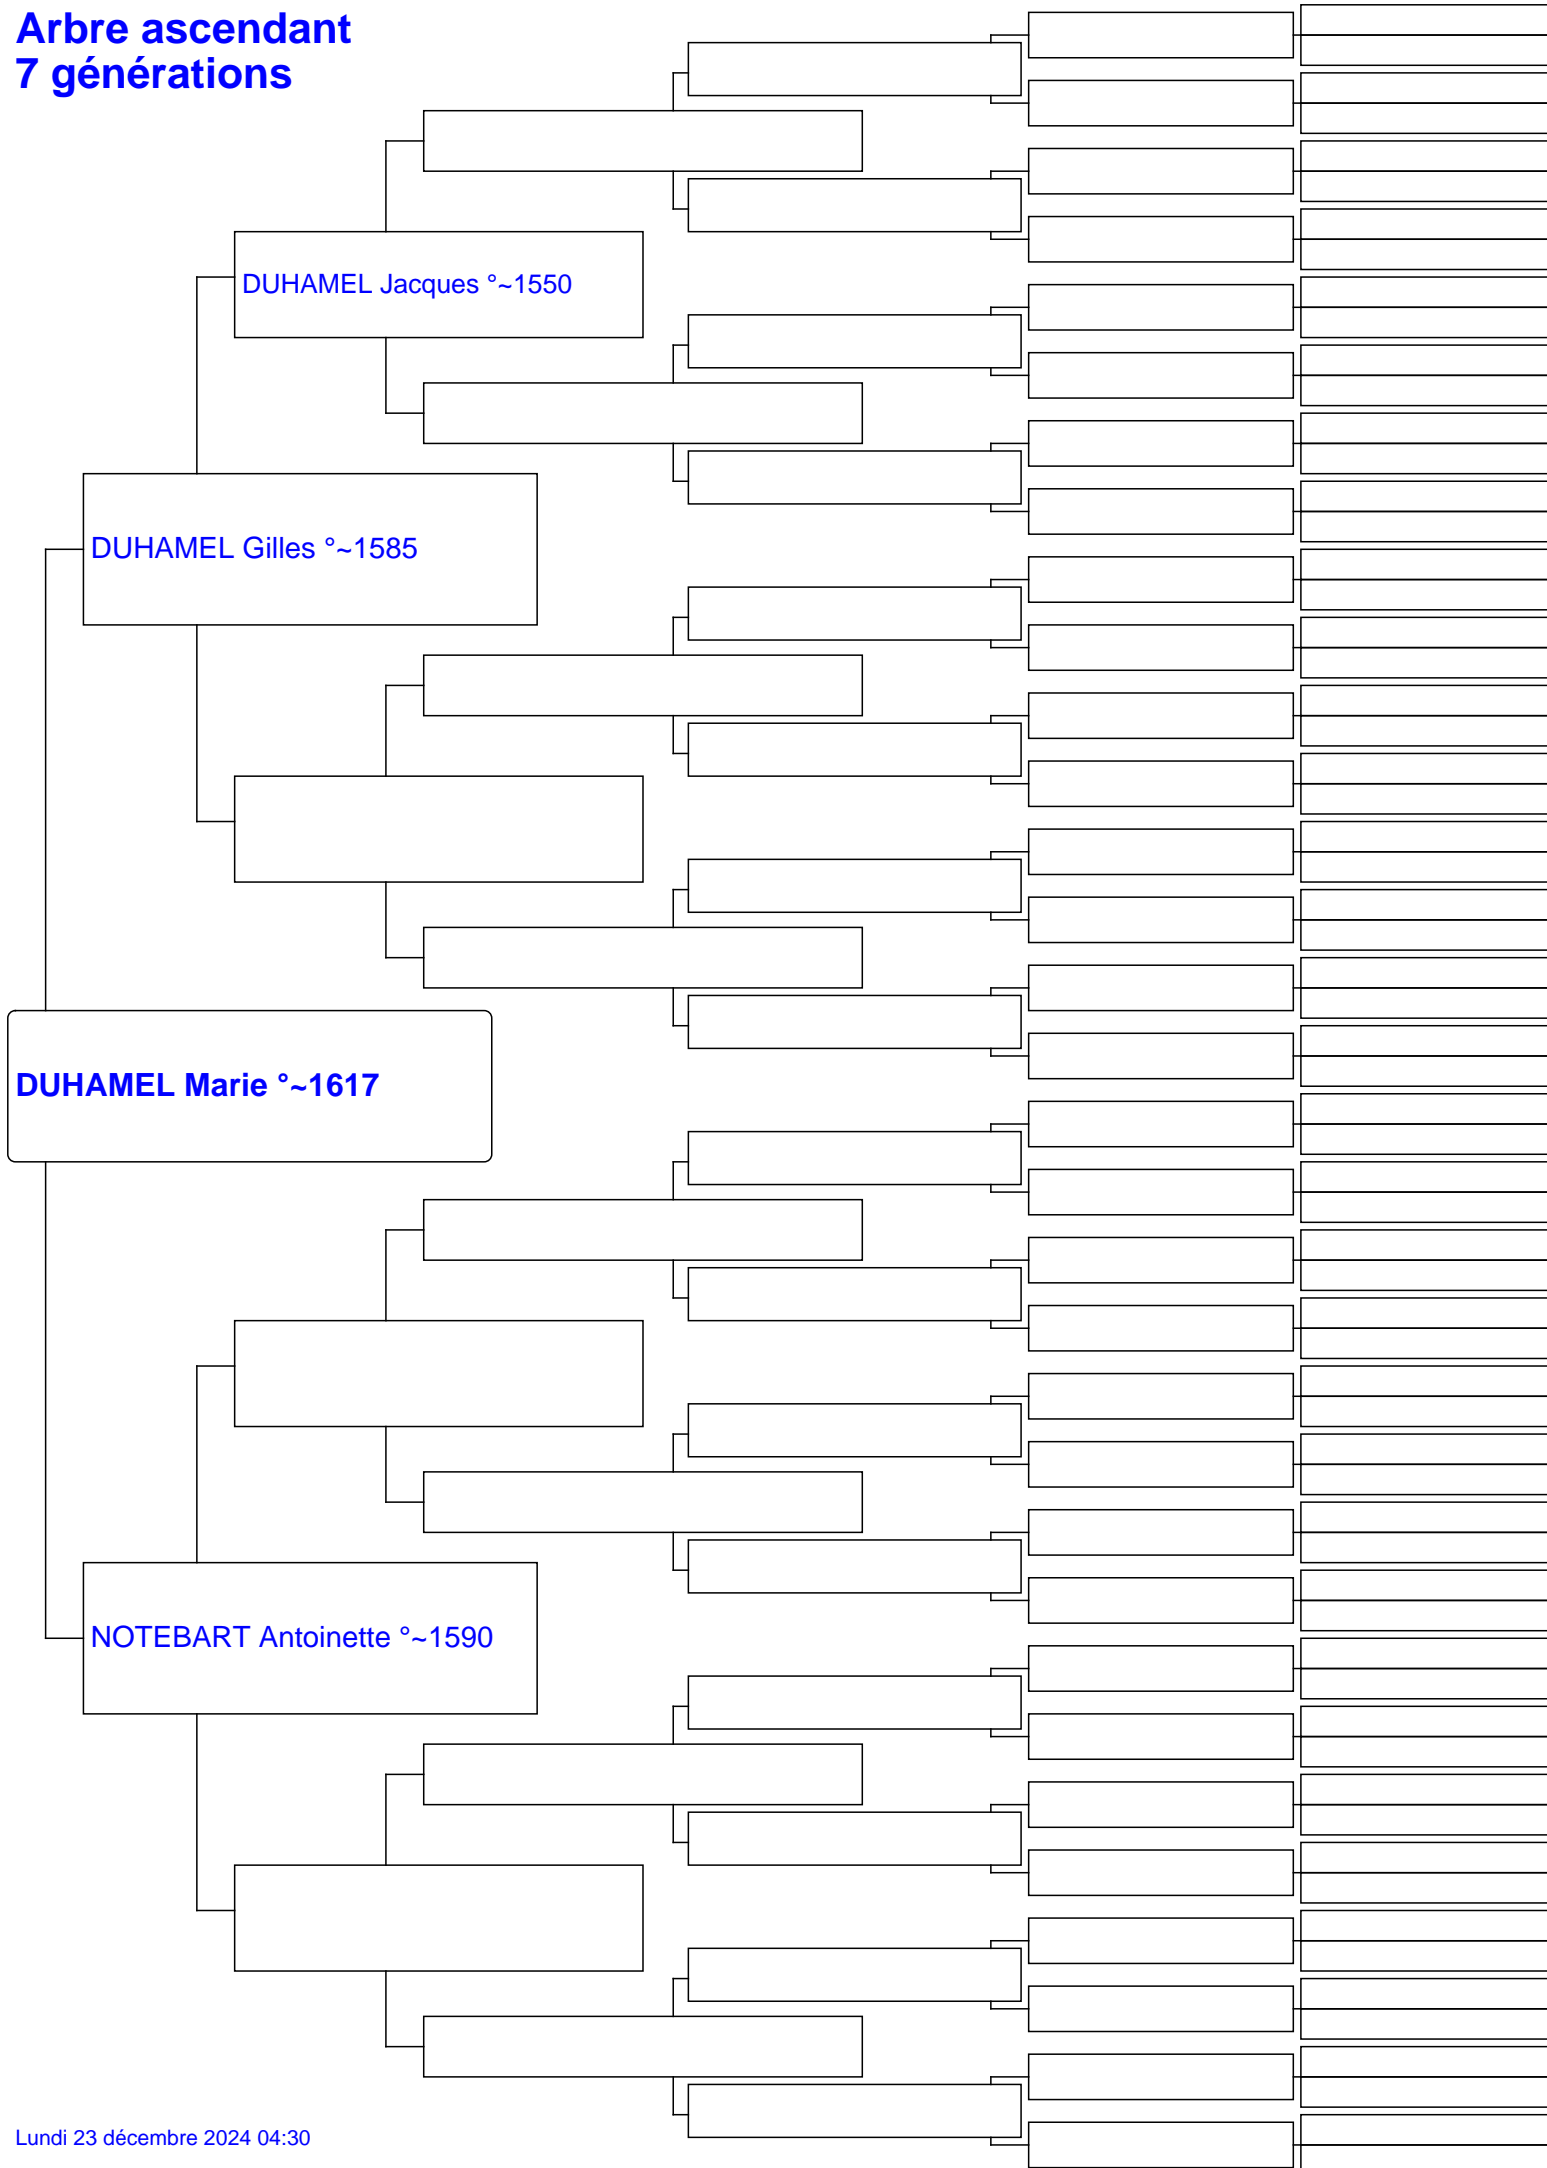 Arbre ascendant
7 générations
DUHAMEL Jacques °~1550
DUHAMEL Gilles °~1585
DUHAMEL Marie °~1617
NOTEBART Antoinette °~1590
Lundi 23 décembre 2024 04:30